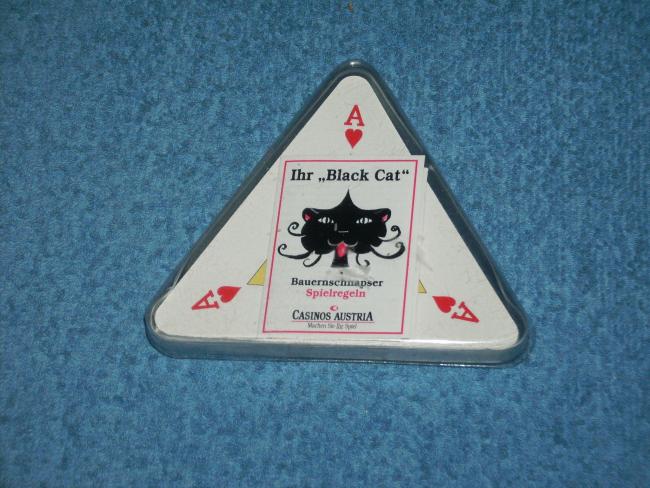 A
Ihr „Black Cat“
Bauernschnapser
Spielregeln
CASINOS AUSTRIA
Machen Sie Ihr Spiel
A
A